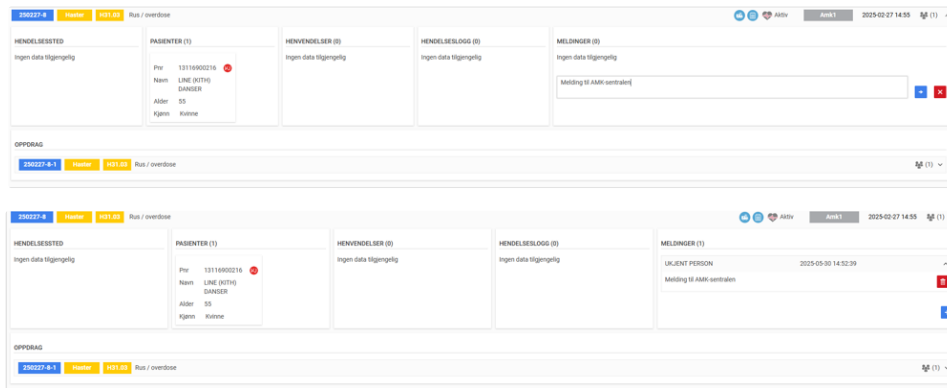 250227-8 Haster H31.03 Rus / overdose Aktiv Amk1 2025-02-27 14:55 (1)
HENDELSESSTED
Ingen data tilgjengelig
PASIENTER (1)
Pnr 13116900216
Navn LINE (KITH)
DANSER
Alder 55
Kjønn Kvinne
HENVENDELSER (0)
Ingen data tilgjengelig
HENDELSESLOGG (0)
Ingen data tilgjengelig
MELDINGER (0)
Ingen data tilgjengelig
Melding til AMK-sentralen
OPPDRAG
250227-8-1 Haster H31.03 Rus / overdose (1)
250227-8 Haster H31.03 Rus / overdose Aktiv Amk1 2025-02-27 14:55 (1)
HENDELSESSTED
Ingen data tilgjengelig
PASIENTER (1)
Pnr 13116900216
Navn LINE (KITH)
DANSER
Alder 55
Kjønn Kvinne
HENVENDELSER (0)
Ingen data tilgjengelig
HENDELSESLOGG (0)
Ingen data tilgjengelig
MELDINGER (1)
UKJENT PERSON 2025-05-30 14:52:39
Melding til AMK-sentralen
OPPDRAG
250227-8-1 Haster H31.03 Rus / overdose (1)